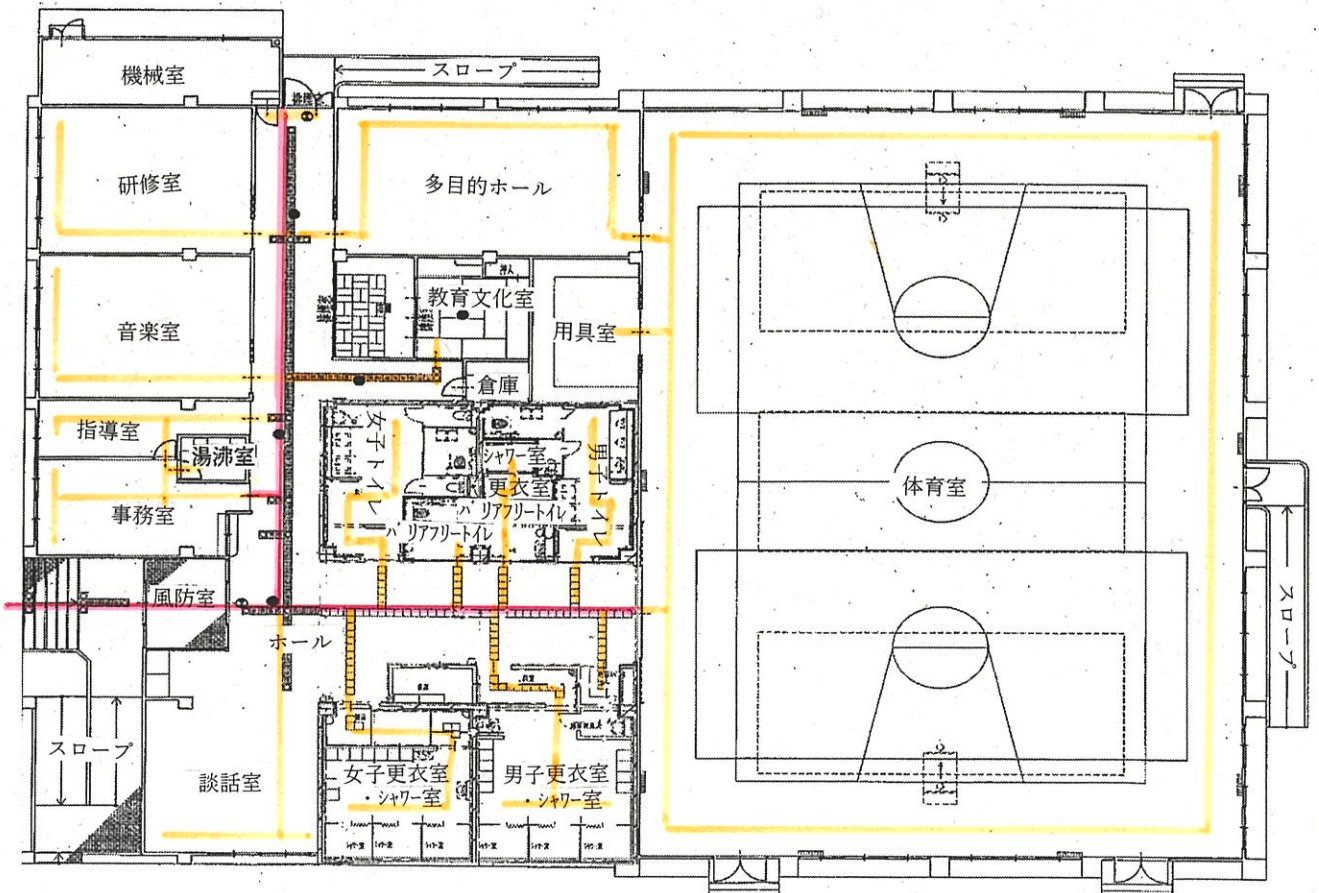 機械室
スロープ
研修室
多目的ホール
音楽室
教育文化室
押入
用具室
倉庫
指導室
湯沸室
事務室
女子トイレ
シャワー室
更衣室
男子トイレ
バリアフリートイレ
バリアフリートイレ
体育室
風防室
ホール
スロープ
スロープ
談話室
女子更衣室
・シャワー室
男子更衣室
・シャワー室